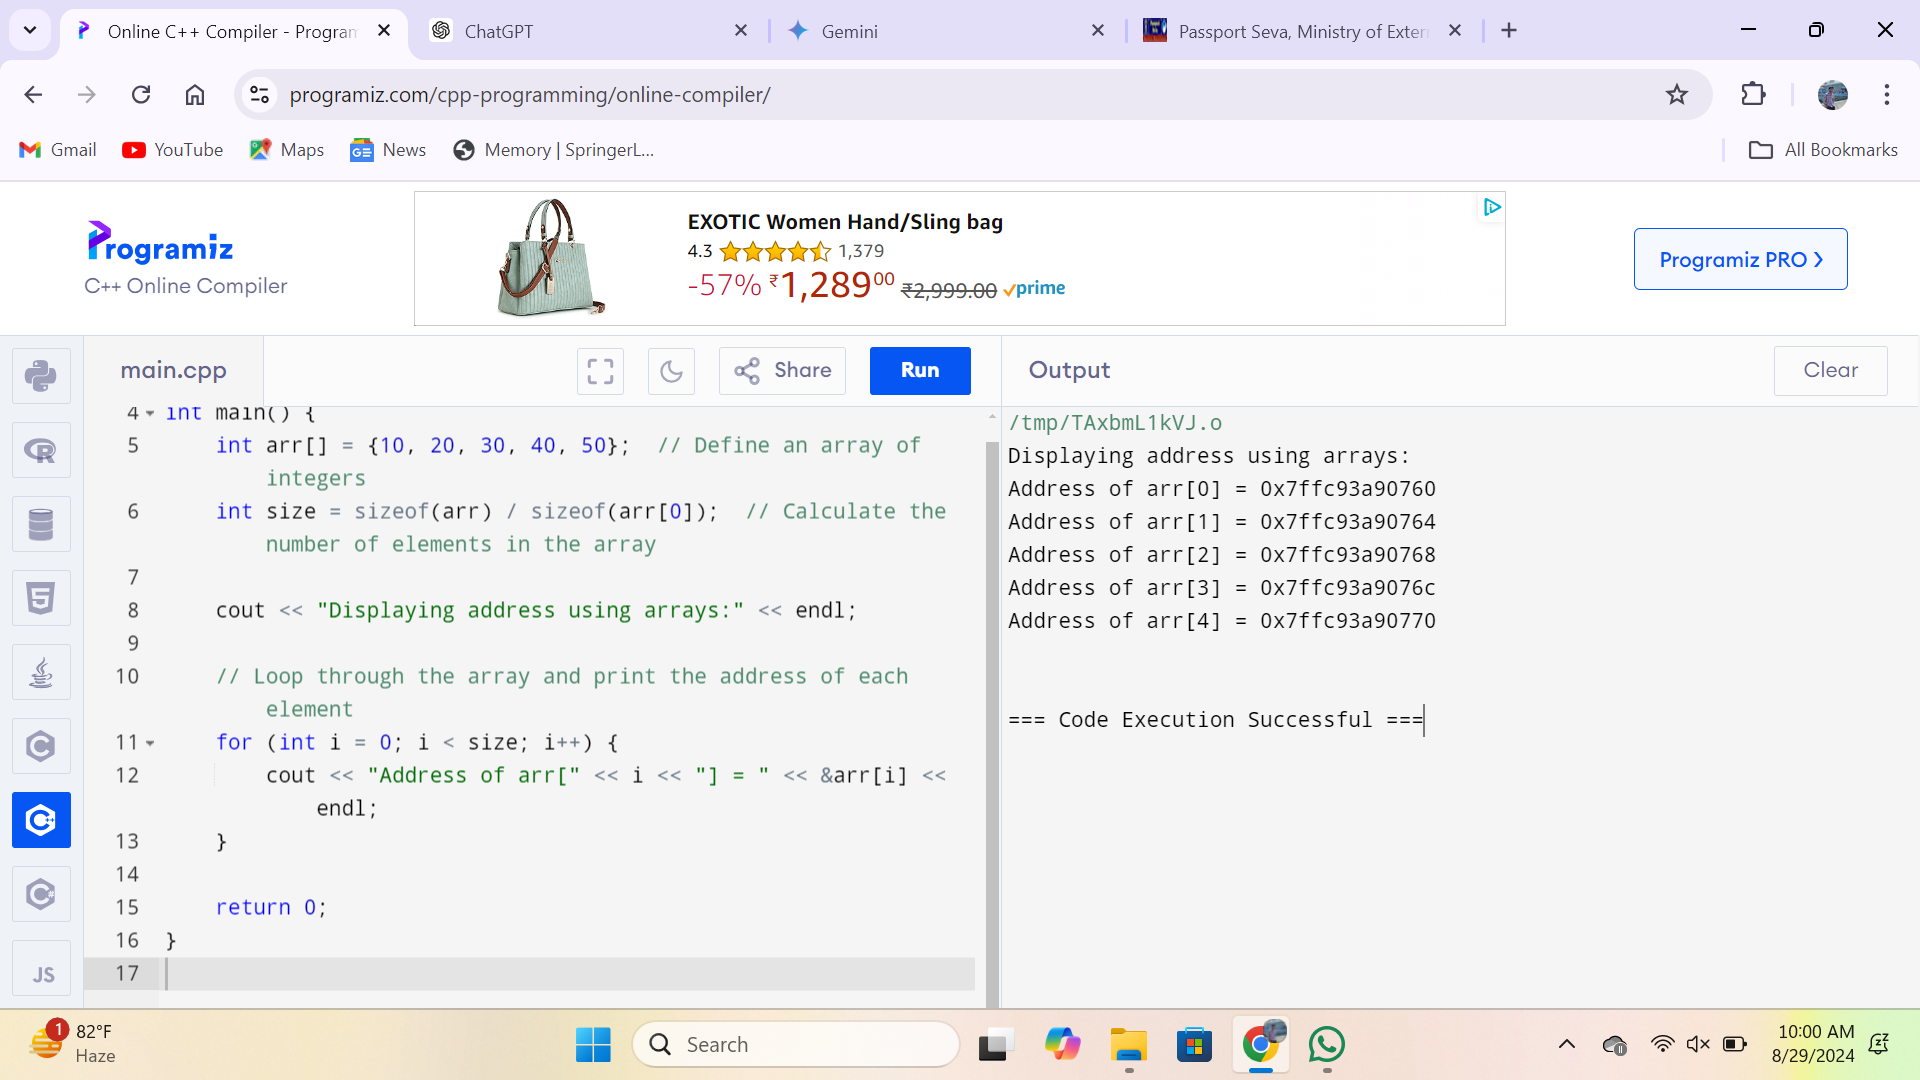 Online C++ Compiler - Program
ChatGPT
Gemini
Passport Seva, Ministry of Extern
programiz.com/cpp-programming/online-compiler/
Gmail
YouTube
Maps
News
Memory | SpringerL...
All Bookmarks
Programiz
C++ Online Compiler
EXOTIC Women Hand/Sling bag
4.3 1,379
-57% ₹1,289 00 ₹2,999.00 prime
Programiz PRO ›
main.cpp
Share
Run
Output
Clear
4 int main() {
5 int arr[] = {10, 20, 30, 40, 50};  // Define an array of
integers
6 int size = sizeof(arr) / sizeof(arr[0]);  // Calculate the
number of elements in the array
7
8 cout << "Displaying address using arrays:" << endl;
9
10 // Loop through the array and print the address of each
element
11 for (int i = 0; i < size; i++) {
12 cout << "Address of arr[" << i << "] = " << &arr[i] <<
endl;
13 }
14
15 return 0;
16 }
17
/tmp/TAxbmL1kVJ.o
Displaying address using arrays:
Address of arr[0] = 0x7ffc93a90760
Address of arr[1] = 0x7ffc93a90764
Address of arr[2] = 0x7ffc93a90768
Address of arr[3] = 0x7ffc93a9076c
Address of arr[4] = 0x7ffc93a90770
=== Code Execution Successful ===
R
5
C
C++
C#
JS
1
82°F
Haze
Search
10:00 AM
8/29/2024